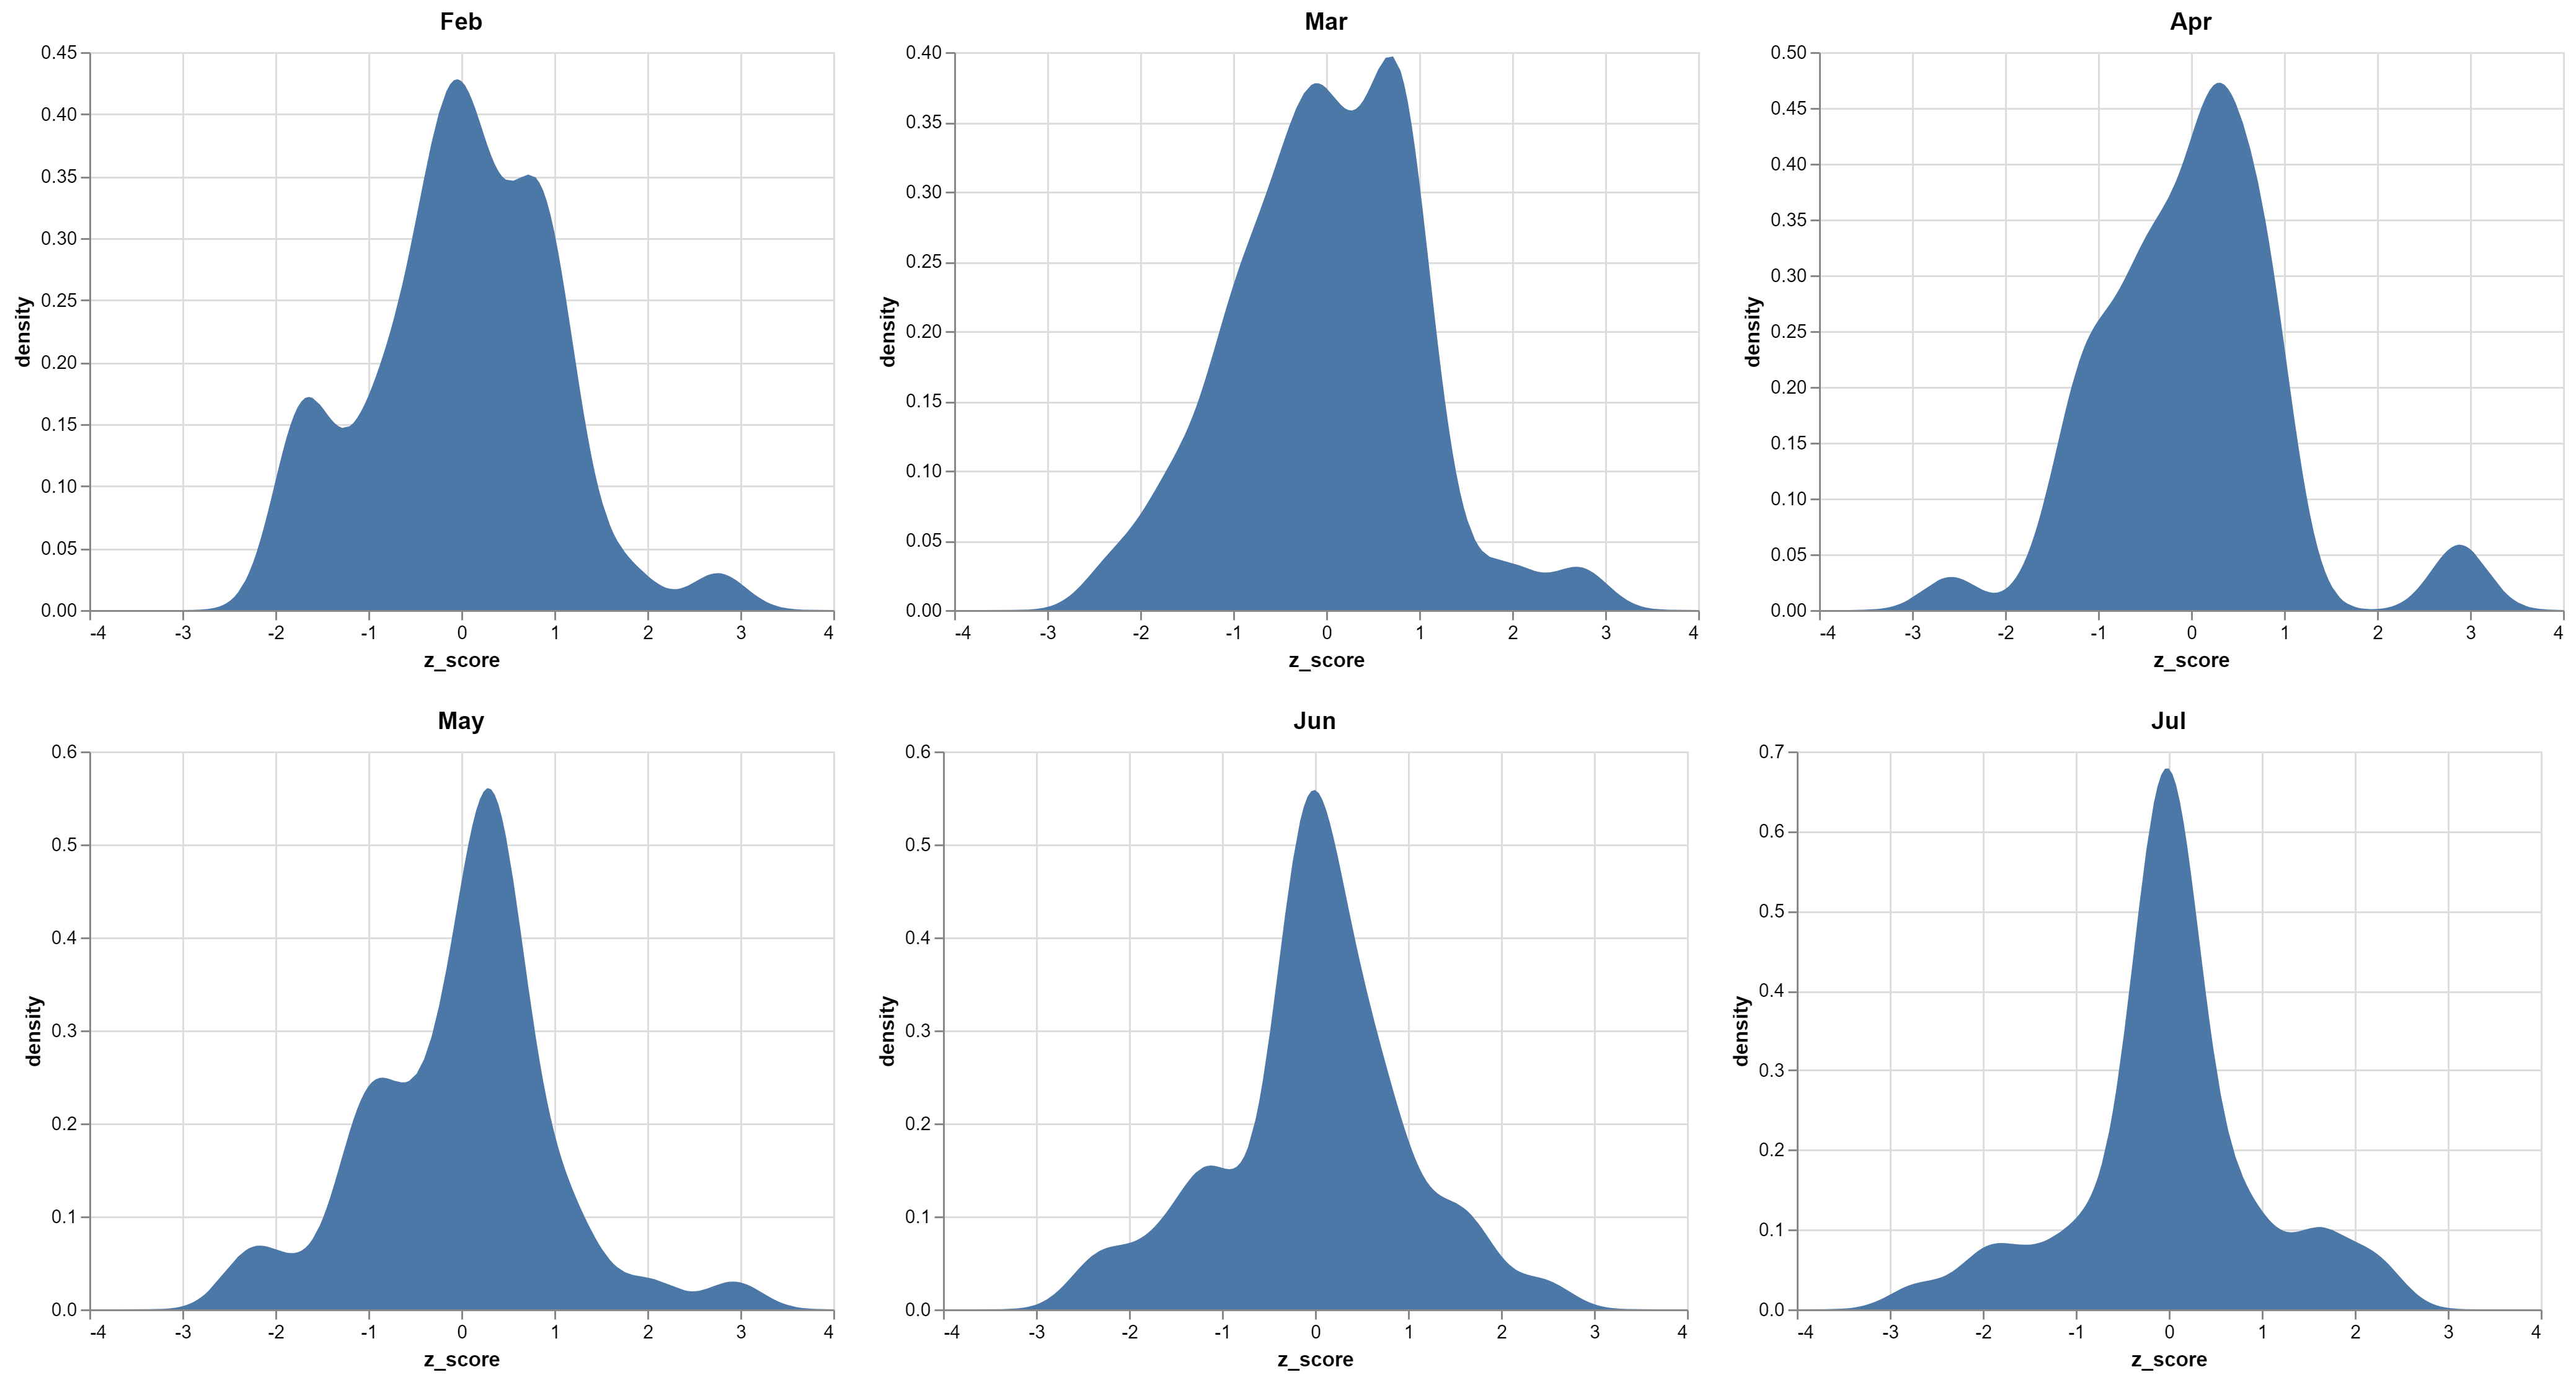 Feb Mar Apr
0.45 0.40 0.50
0.40 0.35 0.45
0.35 0.30 0.40
0.30 0.25 0.35
0.25 0.20 0.30
0.20 0.15 0.25
0.15 0.10 0.20
0.10 0.05 0.15
0.05 0.00 0.10
0.00 0.05
0.00
density density density
-4 -3 -2 -1 0 1 2 3 4 -4 -3 -2 -1 0 1 2 3 4 -4 -3 -2 -1 0 1 2 3 4
z_score z_score z_score
May Jun Jul
0.6 0.6 0.7
0.5 0.5 0.6
0.4 0.4 0.5
0.3 0.3 0.4
0.2 0.2 0.3
0.1 0.1 0.2
0.0 0.0 0.1
0.0
density density density
-4 -3 -2 -1 0 1 2 3 4 -4 -3 -2 -1 0 1 2 3 4 -4 -3 -2 -1 0 1 2 3 4
z_score z_score z_score